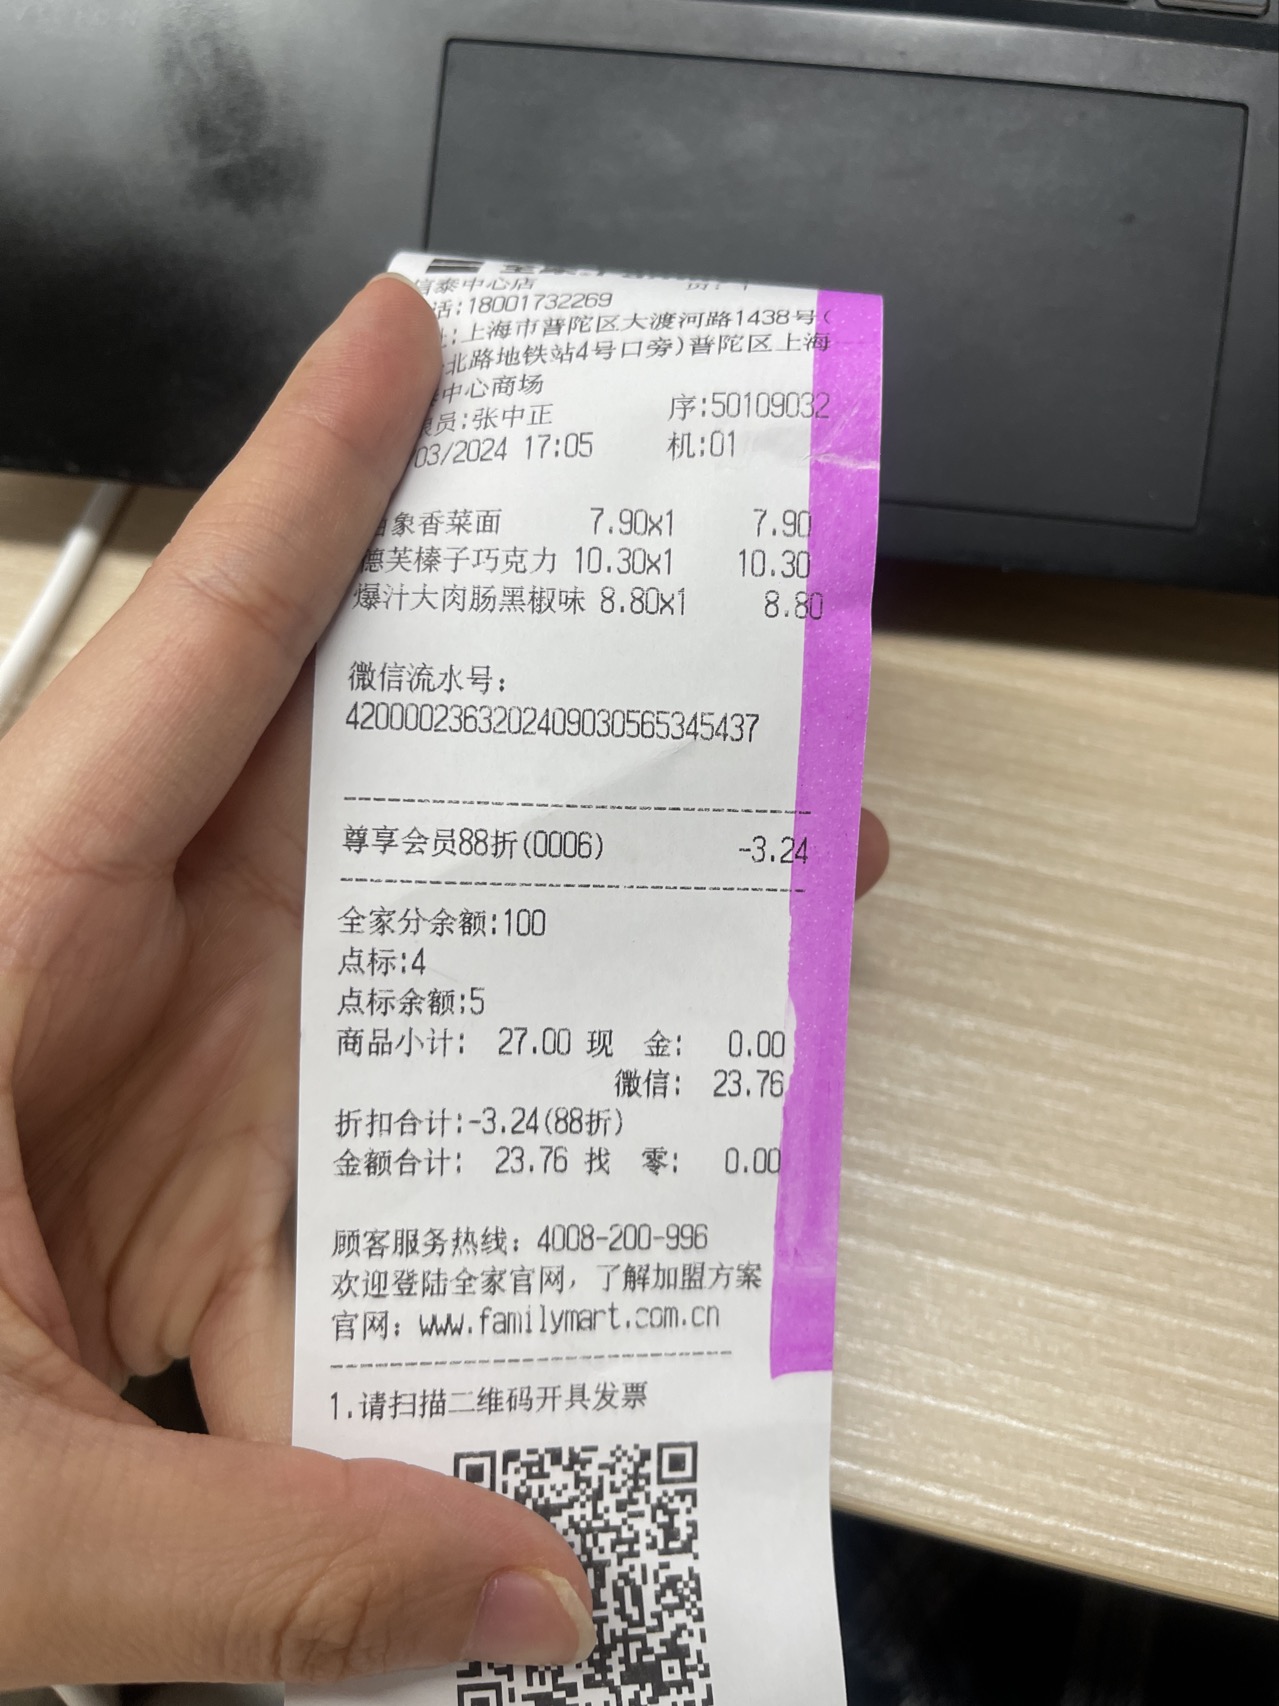 信泰中心店
话:18001732269
:上海市普陀区大渡河路1438号(
北路地铁站4号口旁)普陀区上海
中心商场
员:张中正 序:50109032
03/2024 17:05 机:01
象香菜面 7.90x1 7.90
德芙榛子巧克力 10.30x1 10.30
爆汁大肉肠黑椒味 8.80x1 8.80
微信流水号:
4200002363202409030565345437
尊享会员88折(0006) -3.24
全家分余额:100
点标:4
点标余额:5
商品小计: 27.00 现 金: 0.00
微信: 23.76
折扣合计:-3.24(88折)
金额合计: 23.76 找 零: 0.00
顾客服务热线: 4008-200-996
欢迎登陆全家官网,了解加盟方案
官网: www.familymart.com.cn
1.请扫描二维码开具发票